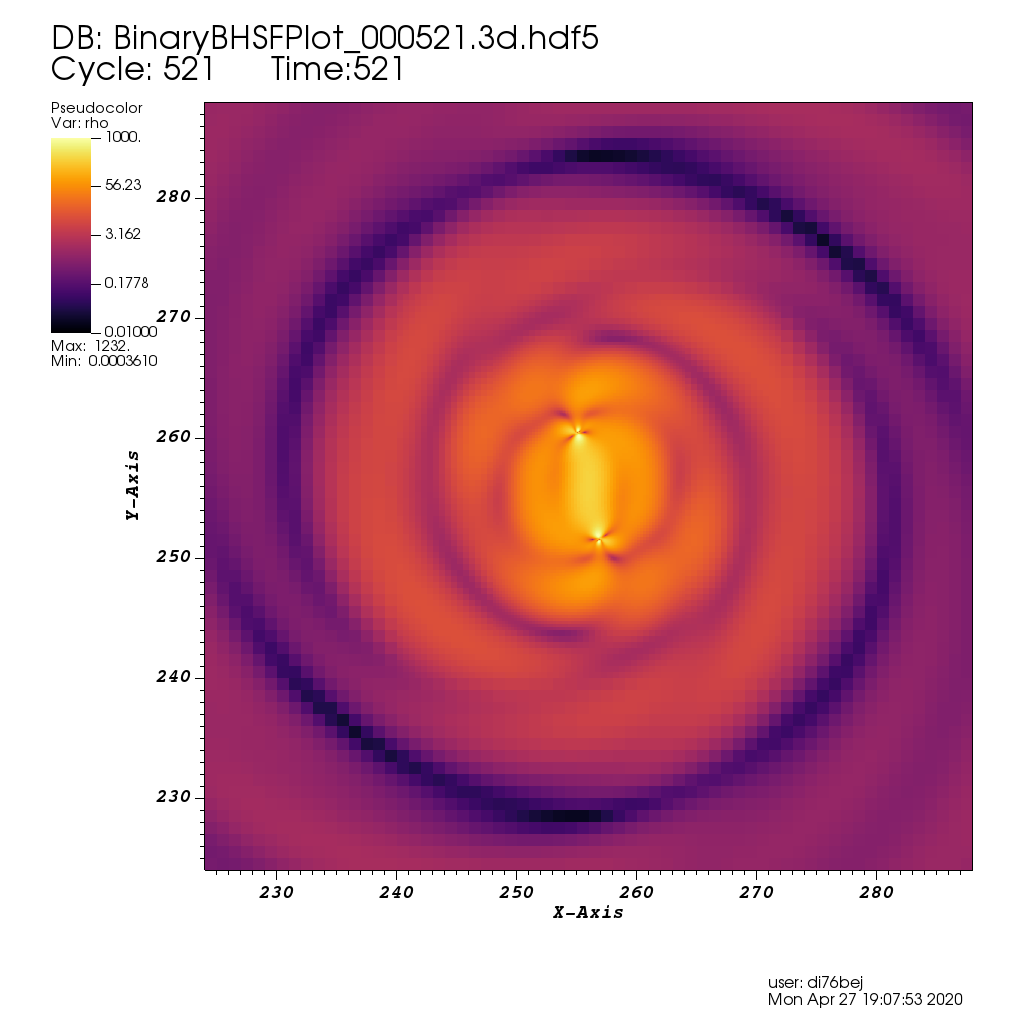 DB: BinaryBHSFPlot_000521.3d.hdf5
Cycle: 521 Time:521
Pseudocolor
Var: rho
1000.
56.23
3.162
0.1778
0.01000
Max: 1232.
Min: 0.0003610
280
270
260
250
240
230
Y-Axis
230 240 250 260 270 280
X-Axis
user: di76bej
Mon Apr 27 19:07:53 2020